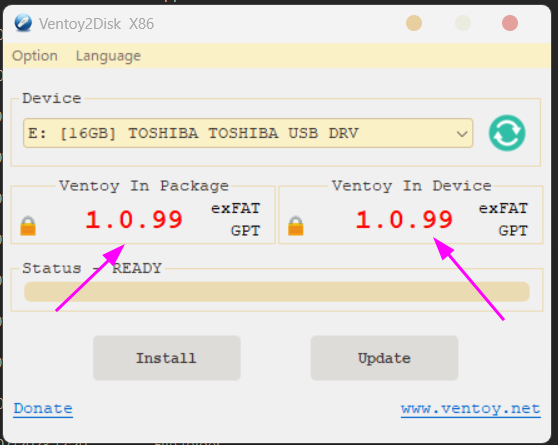 Ventoy2Disk X86
Option Language
Device
E: [16GB] TOSHIBA TOSHIBA USB DRV
Ventoy In Package
1.0.99
exFAT
GPT
Ventoy In Device
1.0.99
exFAT
GPT
Status - READY
Install
Update
Donate
www.ventoy.net